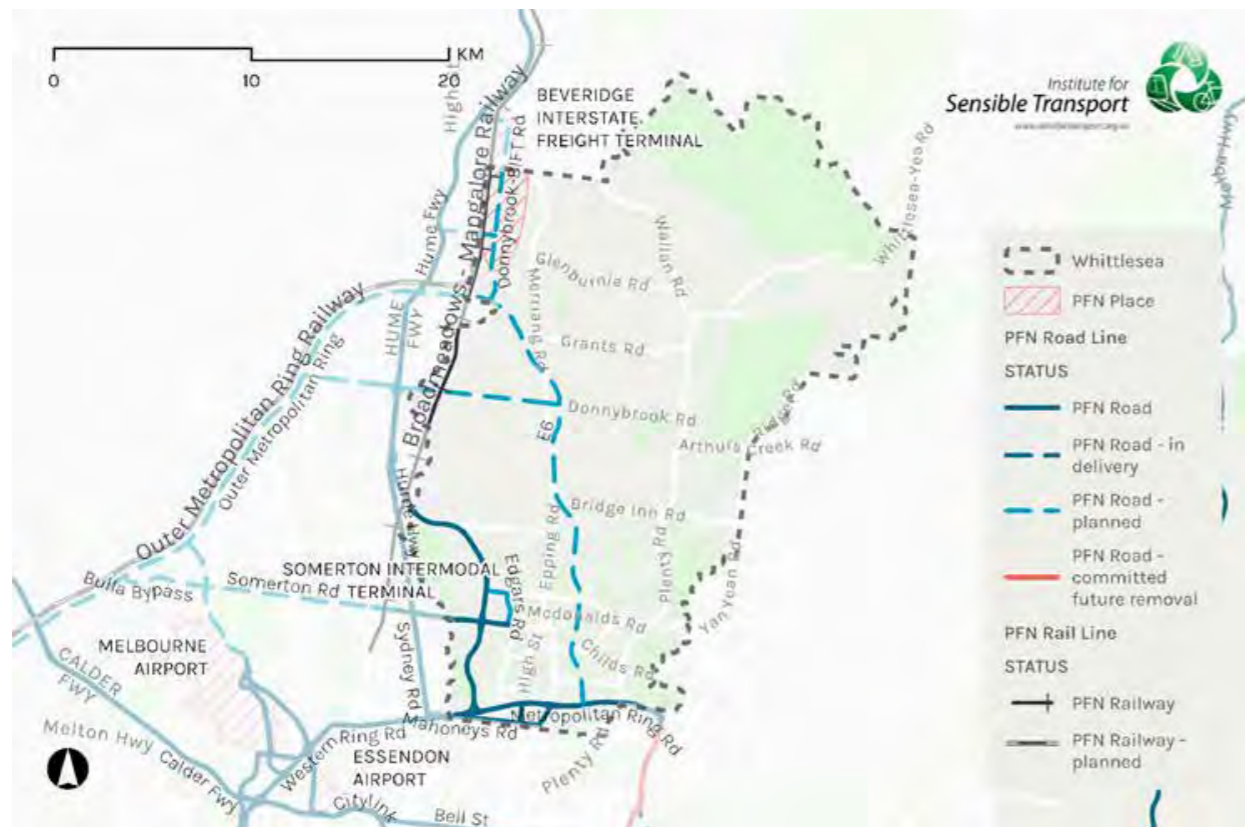 KM
0
10
20
Institute for
Sensible Transport
BEVERIDGE
INTERSTATE
FREIGHT TERMINAL
Donnybrook-BIFT Rd
Broadmeadows - Mangalore Railway
Hume Fwy
HUME
FWY
Merriang Rd
Glenburnie Rd
Whittlesea-Yea Rd
Melba Hwy
Outer Metropolitan Ring Railway
Outer Metropolitan Ring
Grants Rd
Donnybrook Rd
E6
Arthurs Creek Rd
Ridge Rd
Hume Hwy
Bridge Inn Rd
Epping Rd
Plenty Rd
Yan Yean Rd
SOMERTON INTERMODAL
TERMINAL
Edgars Rd
Bulla Bypass
Somerton Rd
Mcdonalds Rd
Childs Rd
High St
MELBOURNE
AIRPORT
Sydney Rd
CALDER
FWY
Melton Hwy
Calder Fwy
Western Ring Rd
Mahoneys Rd
Metropolitan Ring Rd
Plenty Rd
ESSENDON
AIRPORT
CityLink
Bell St
Whittlesea
PFN Place
PFN Road Line
STATUS
PFN Road
PFN Road - in
delivery
PFN Road -
planned
PFN Road -
committed
future removal
PFN Rail Line
STATUS
PFN Railway
PFN Railway -
planned